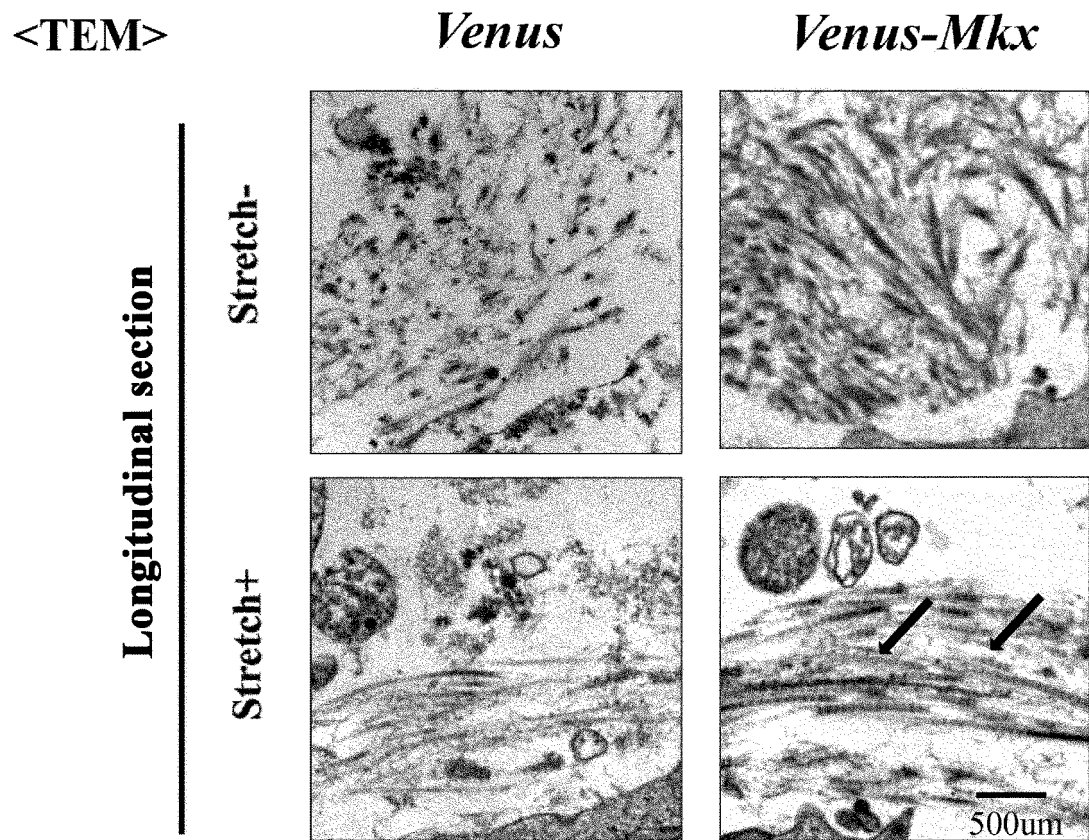 <TEM>
Venus
Venus-Mkx
Longitudinal section
Stretch-
Stretch+
500um